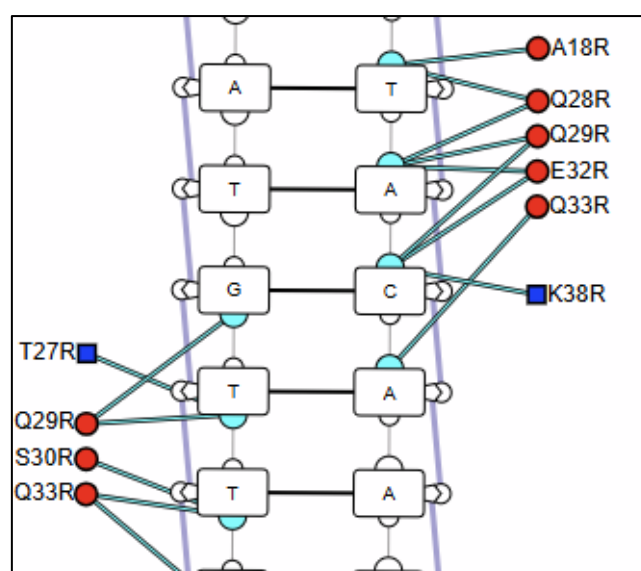 A18R
A T
Q28R
Q29R
E32R
T A
Q33R
G C
K38R
T27R
T A
Q29R
S30R
Q33R
T A